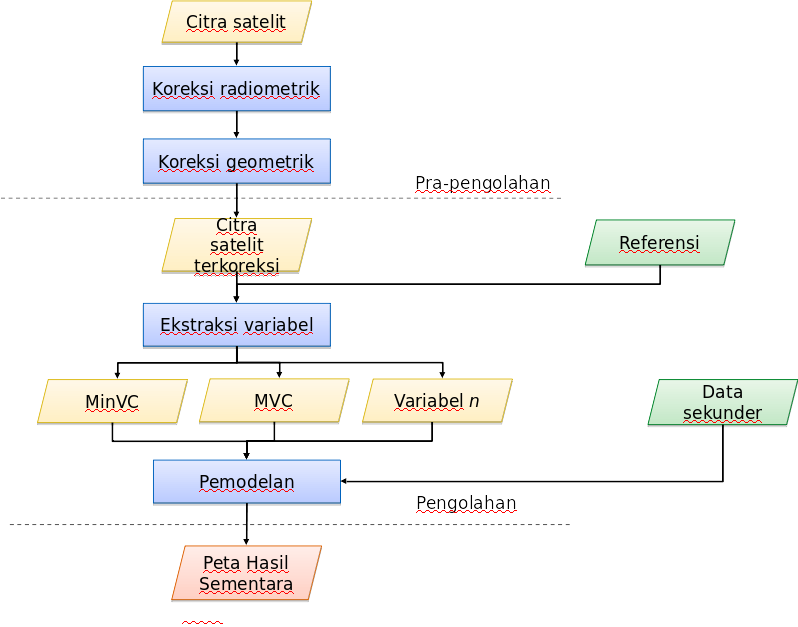 Citra satelit
Koreksi radiometrik
Koreksi geometrik
Pra-pengolahan
Citra
satelit
terkoreksi
Referensi
Ekstraksi variabel
MinVC
MVC
Variabel n
Data
sekunder
Pemodelan
Pengolahan
Peta Hasil
Sementara